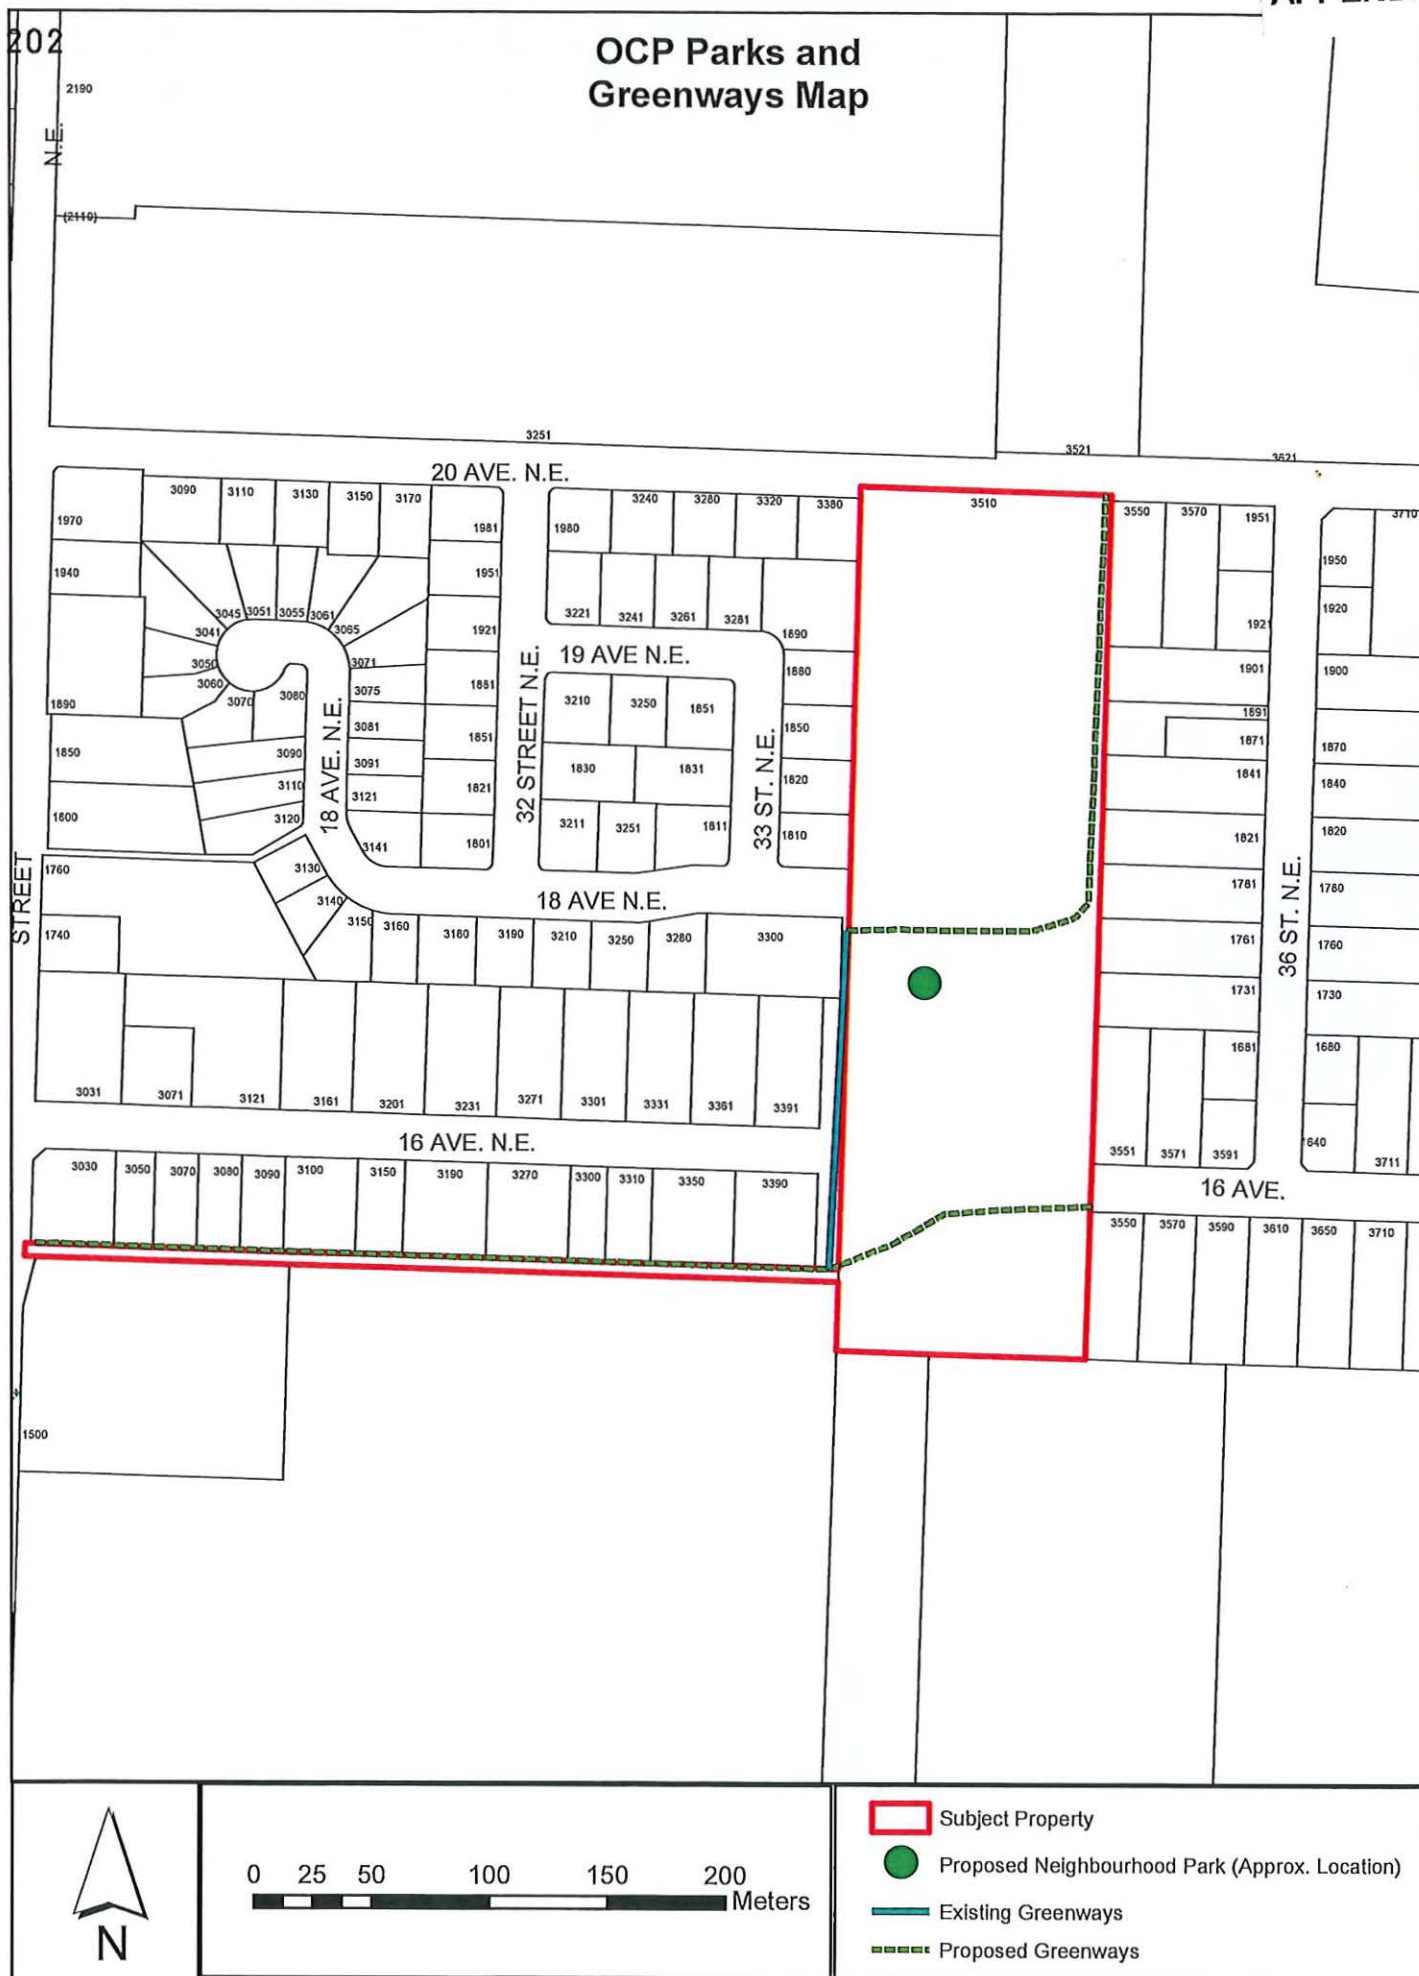 202
OCP Parks and
Greenways Map
2190
N.E.
(2110)
3251
3521
3621
20 AVE. N.E.
3090 3110 3130 3150 3170
1970
1981
1940
1951
3045 3051 3055 3061
3041
3065
1921
3050
3071
3060
3070
3080
3075
1881
1890
3081
1851
1850
3090
3091
3110
3121
1821
1800
3120
3141
1801
18 AVE. N.E.
32 STREET N.E.
1980
3240 3280 3320 3380
3221 3241 3261 3281
1890
19 AVE N.E.
1880
3210 3250 1851
1850
1830 1831
1820
3211 3251 1811
1810
33 ST. N.E.
3510
3550 3570 1951
1921
1901
1891
1871
1841
1821
1781
1761
1731
1681
3551 3571 3591
36 ST. N.E.
3710
1950
1920
1900
1870
1840
1820
1780
1760
1730
1680
640
3711
STREET
1760
1740
3130
3140
3150 3160 3180 3190 3210 3250 3280 3300
18 AVE N.E.
3031 3071 3121 3161 3201 3231 3271 3301 3331 3361 3391
16 AVE. N.E.
3030 3050 3070 3080 3090 3100 3150 3190 3270 3300 3310 3350 3390
16 AVE.
3550 3570 3590 3610 3650 3710
1500
N
0 25 50 100 150 200
Meters
Subject Property
Proposed Neighbourhood Park (Approx. Location)
Existing Greenways
Proposed Greenways